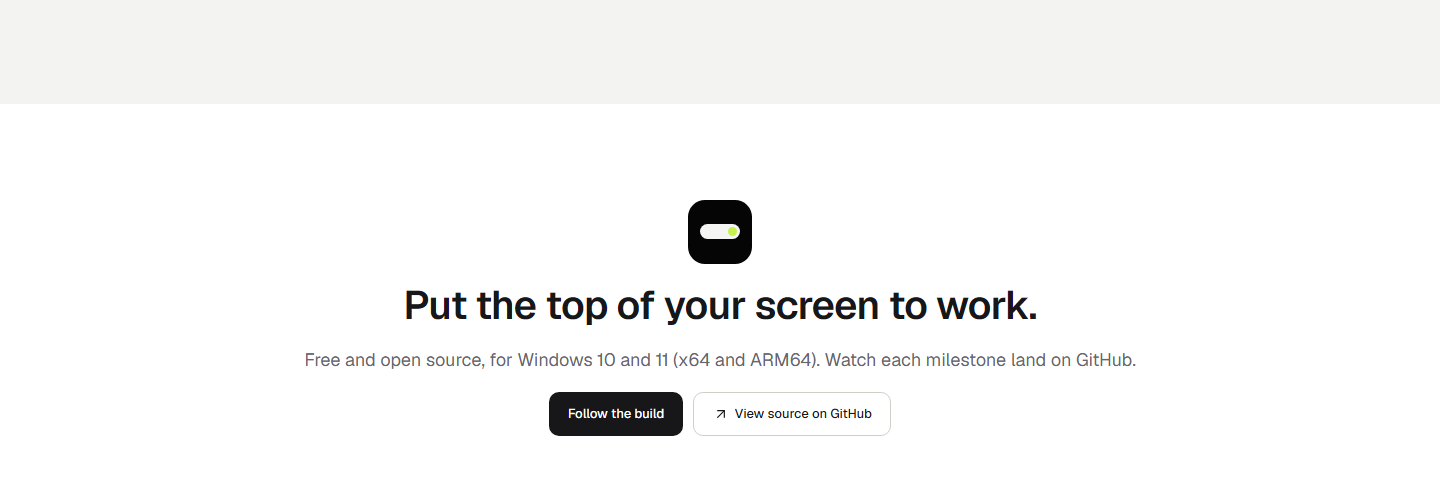 Put the top of your screen to work.
Free and open source, for Windows 10 and 11 (x64 and ARM64). Watch each milestone land on GitHub.
Follow the build
View source on GitHub